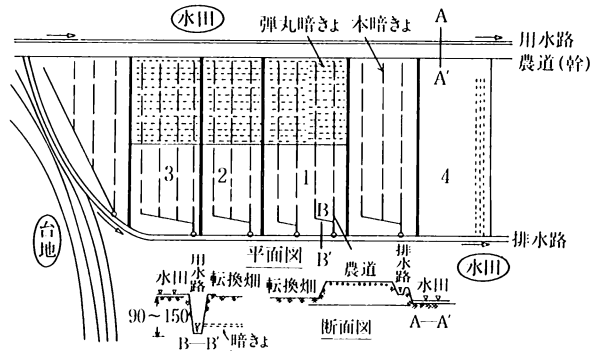 水田
弾丸暗きょ 本暗きょ
A
用水路
A′
農道(幹)
3
2
1
4
B
B′
台地
平面図
農道
排水路
水田
水田
用水路
転換畑
転換畑
排水路
水田
90～150
暗きょ
B—B′
断面図
A—A′